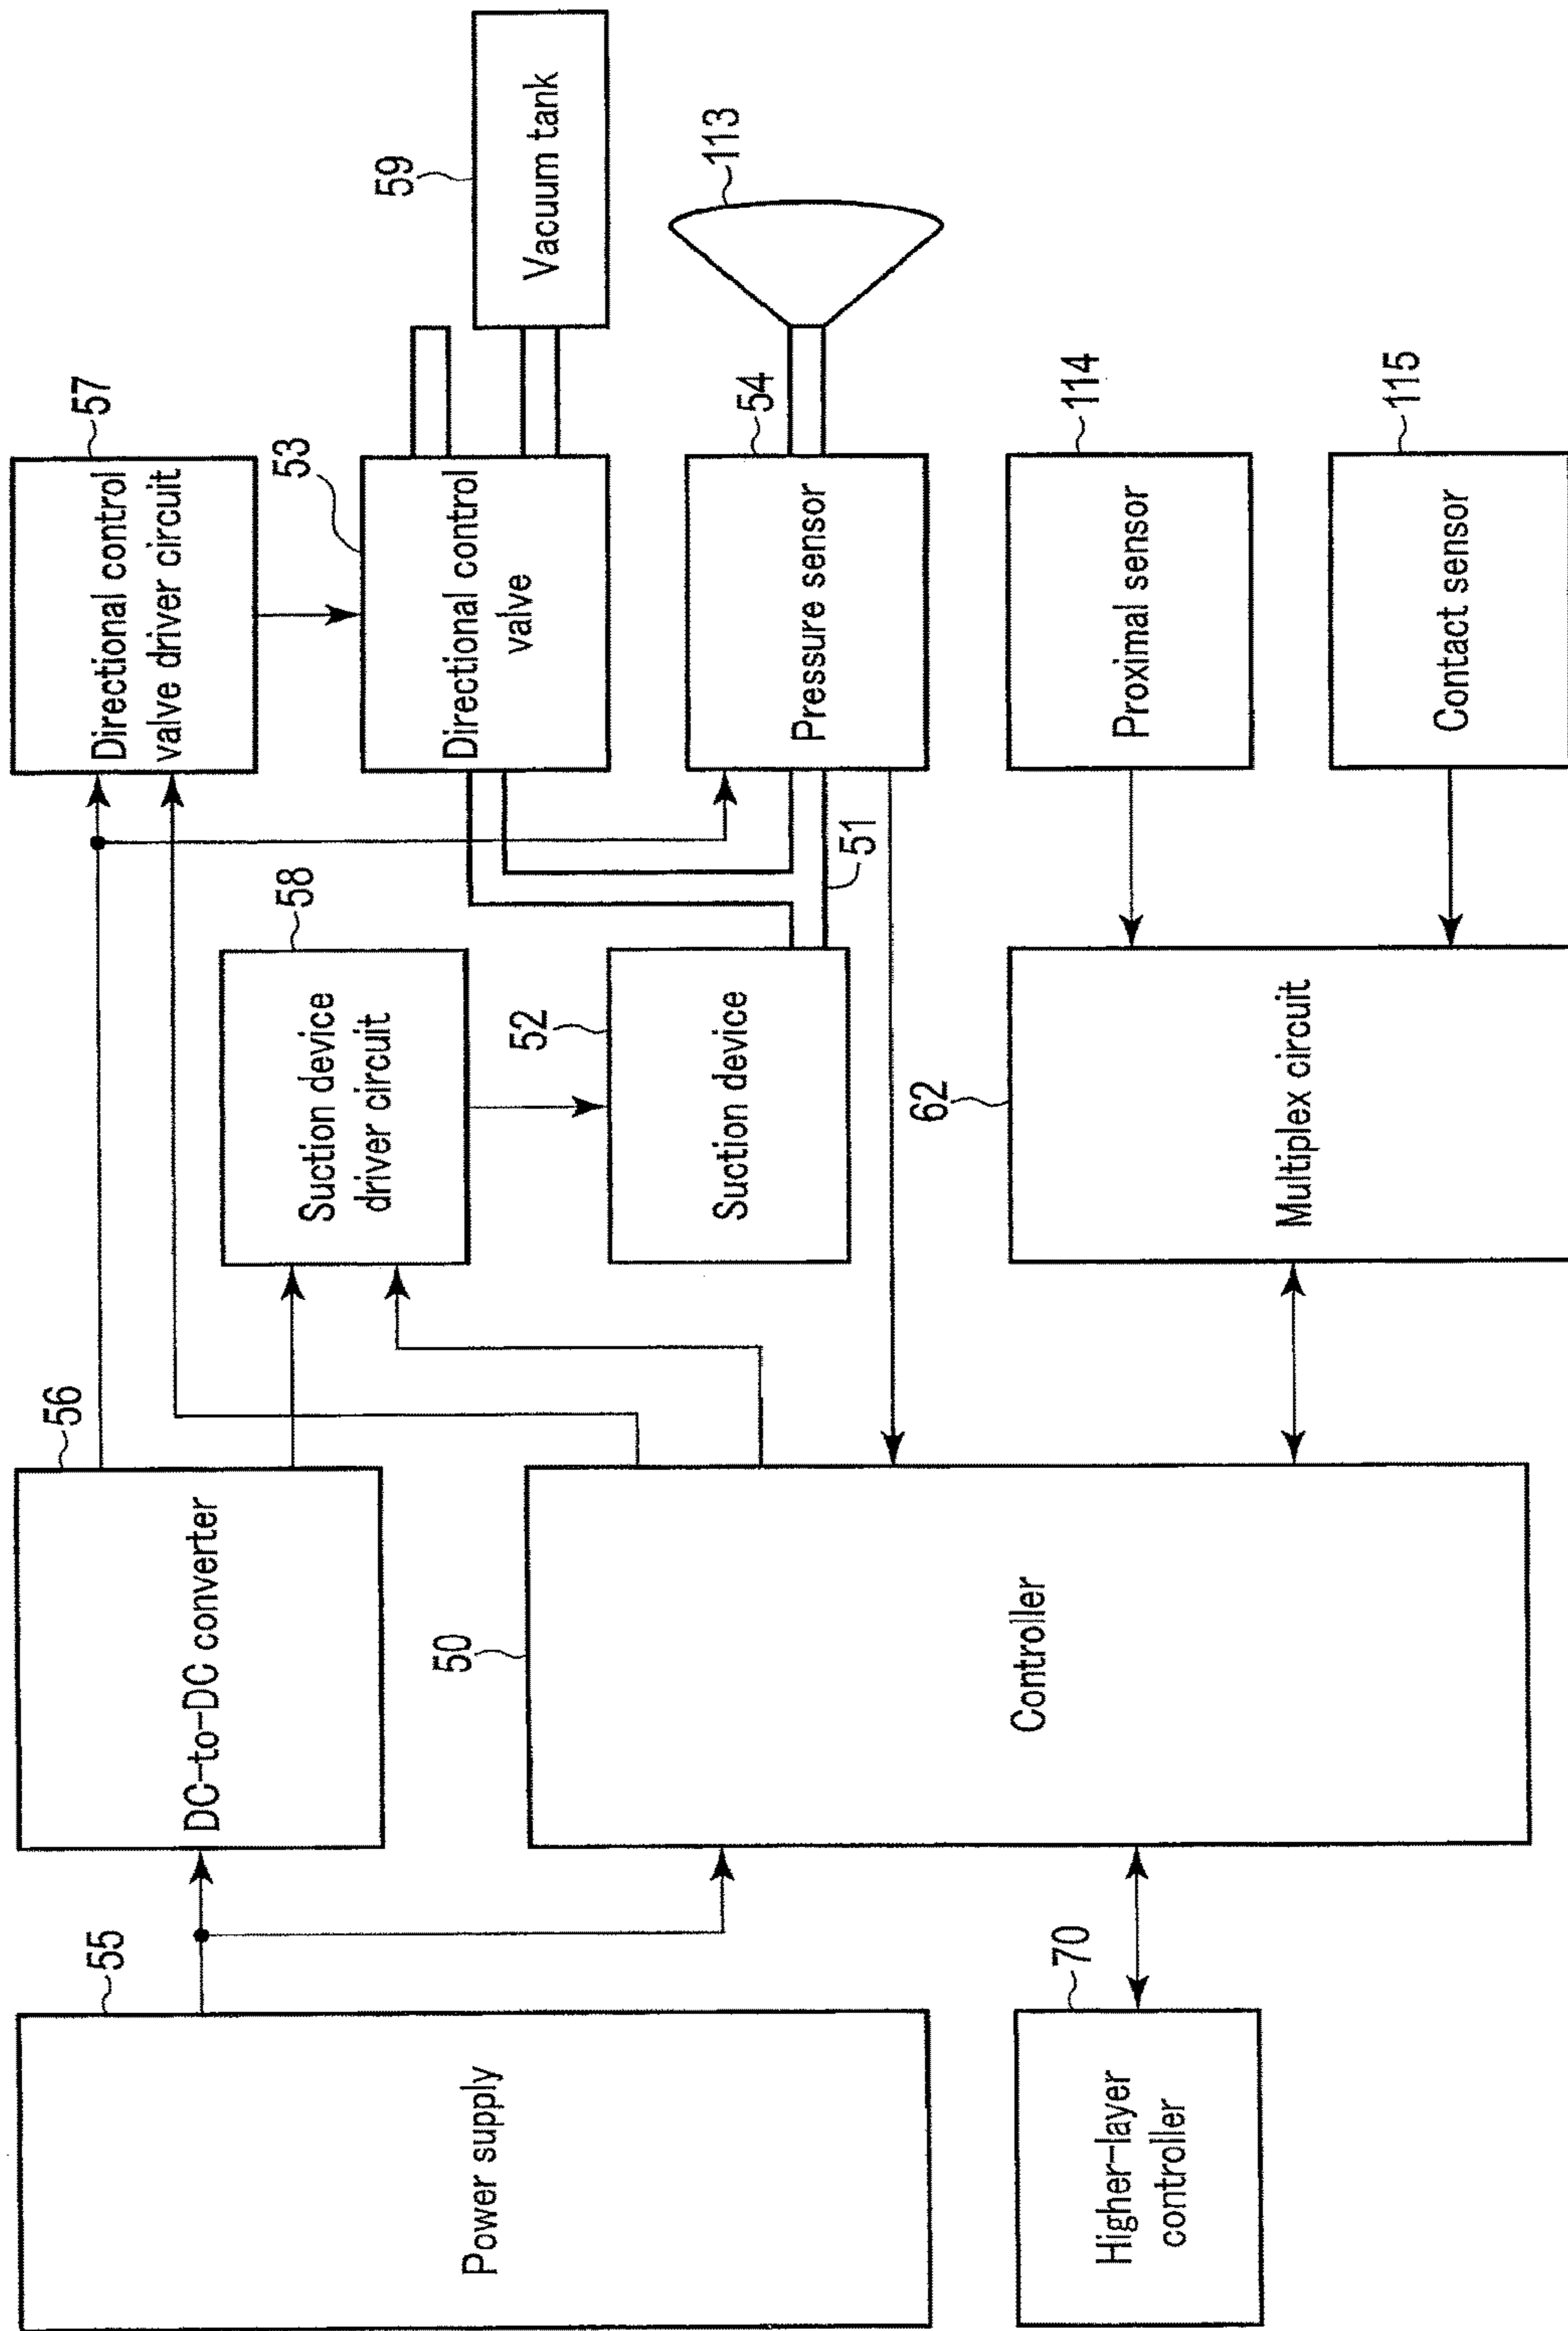 55
Power supply
70
Higher-layer
controller
56
DC-to-DC converter
50
Controller
58
Suction device
driver circuit
52
Suction device
62
Multiplex circuit
57
Directional control
valve driver circuit
53
Directional control
valve
54
Pressure sensor
51
114
Proximal sensor
115
Contact sensor
59
Vacuum tank
113